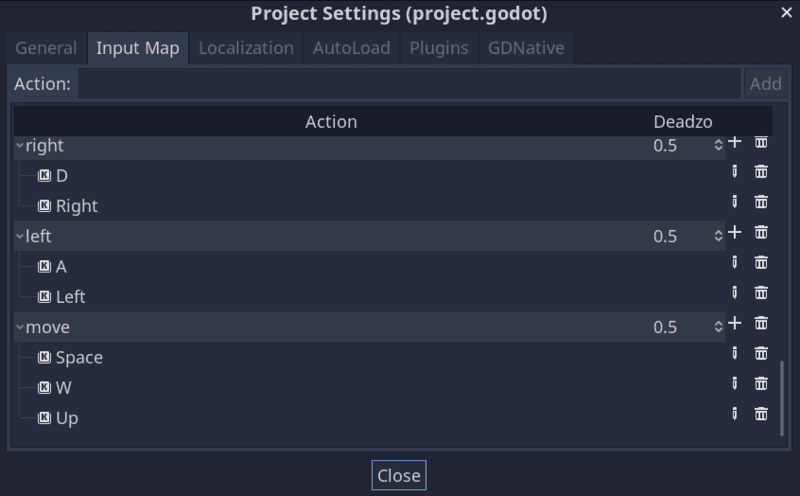 Project Settings (project.godot)
General Input Map Localization AutoLoad Plugins GDNative
Action: Add
Action Deadzo
right 0.5
D
Right
left 0.5
A
Left
move 0.5
Space
W
Up
Close